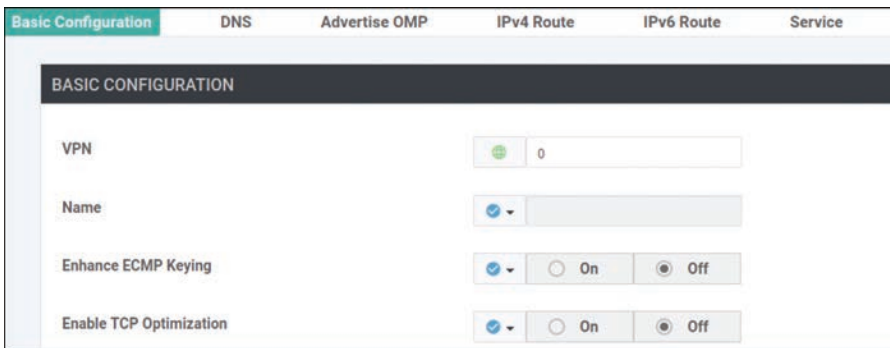 Basic Configuration DNS Advertise OMP IPv4 Route IPv6 Route Service
BASIC CONFIGURATION
VPN 0
Name
Enhance ECMP Keying On Off
Enable TCP Optimization On Off